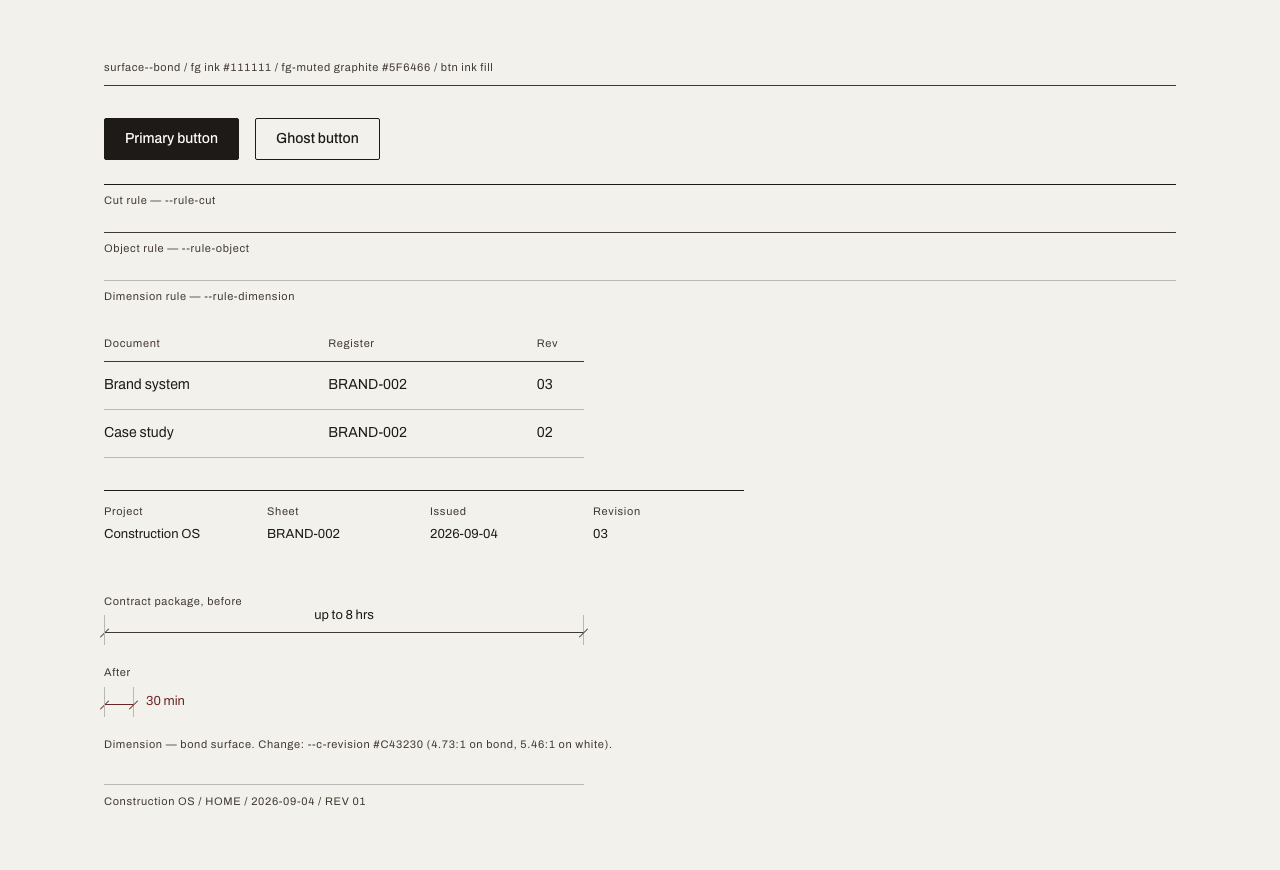 surface--bond / fg ink #111111 / fg-muted graphite #5F6466 / btn ink fill
Primary button Ghost button
Cut rule — --rule-cut
Object rule — --rule-object
Dimension rule — --rule-dimension
Document Register Rev
Brand system BRAND-002 03
Case study BRAND-002 02
Project Sheet Issued Revision
Construction OS BRAND-002 2026-09-04 03
Contract package, before
up to 8 hrs
After
30 min
Dimension — bond surface. Change: --c-revision #C43230 (4.73:1 on bond, 5.46:1 on white).
Construction OS / HOME / 2026-09-04 / REV 01